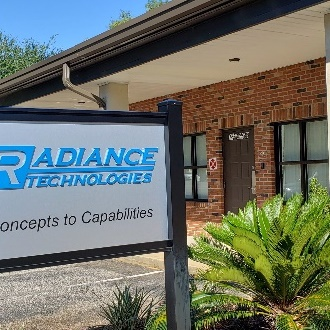 RADIANCE
TECHNOLOGIES
oncepts to Capabilities